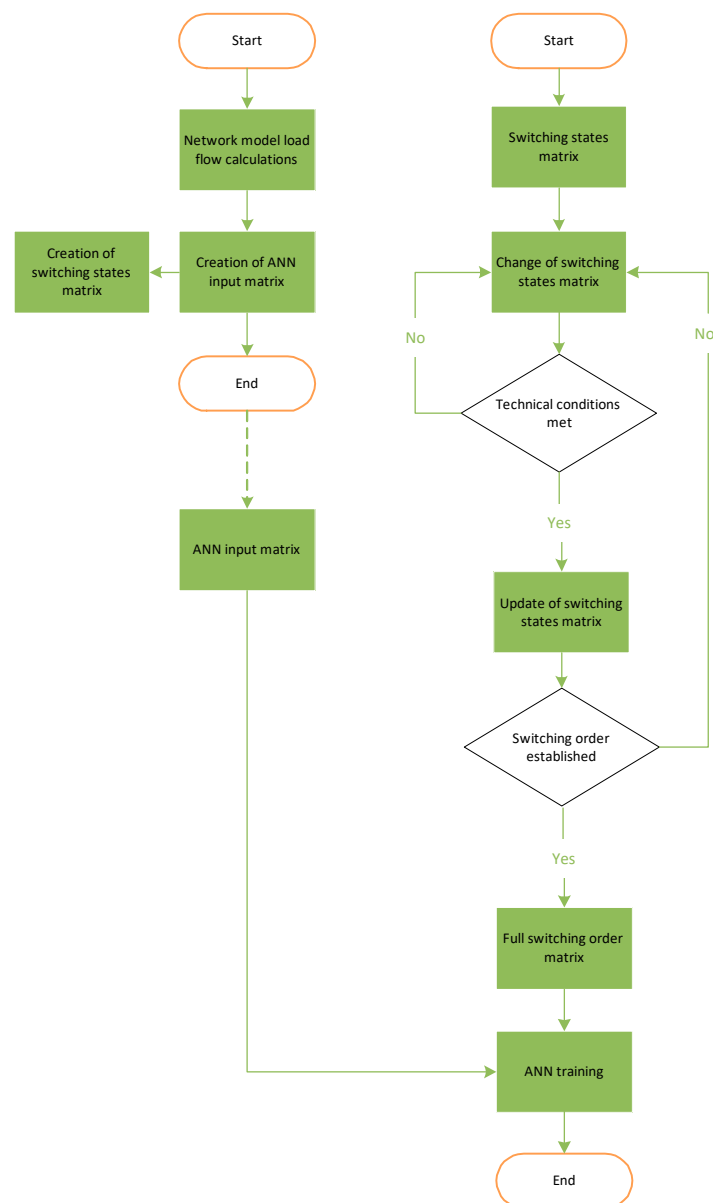 Start
Network model load
flow calculations
Creation of
switching states
matrix
Creation of ANN
input matrix
End
ANN input matrix
Start
Switching states
matrix
Change of switching
states matrix
No
No
Technical conditions
met
Yes
Update of switching
states matrix
Switching order
established
Yes
Full switching order
matrix
ANN training
End